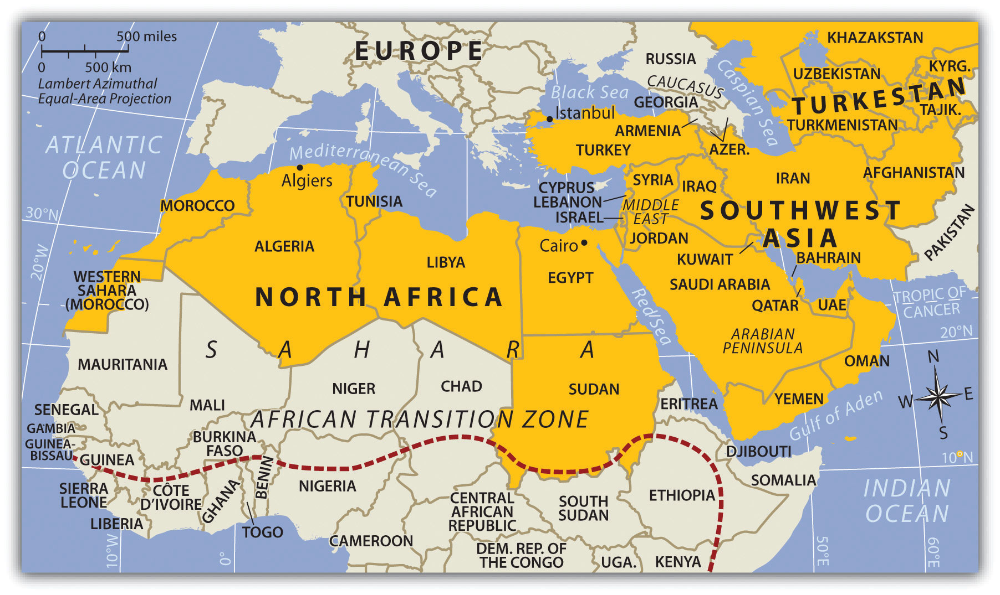 0 500 miles
0 500 km
Lambert Azimuthal
Equal-Area Projection
EUROPE
RUSSIA
CAUCASUS
GEORGIA
Caspian Sea
KHAZAKSTAN
UZBEKISTAN
KYRG.
TURKESTAN
TAJIK.
TURKMENISTAN
Black Sea
Istanbul
ARMENIA
TURKEY
AZER.
ATLANTIC
OCEAN
Mediterranean Sea
Algiers
MOROCCO
TUNISIA
CYPRUS
LEBANON
ISRAEL
SYRIA
IRAQ
MIDDLE
EAST
JORDAN
IRAN
AFGHANISTAN
SOUTHWEST
ASIA
PAKISTAN
30°N
20°W
ALGERIA
LIBYA
Cairo
EGYPT
KUWAIT
BAHRAIN
SAUDI ARABIA
QATAR
UAE
TROPIC OF
CANCER
WESTERN
SAHARA
(MOROCCO)
NORTH AFRICA
Red Sea
ARABIAN
PENINSULA
20°N
OMAN
YEMEN
Gulf of Aden
N
W
E
S
SAHARA
MAURITANIA
MALI
NIGER
CHAD
SUDAN
ERITREA
AFRICAN TRANSITION ZONE
SENEGAL
GAMBIA
GUINEA-
BISSAU
GUINEA
BURKINA
FASO
BENIN
SIERRA
LEONE
CÔTE
D'IVOIRE
GHANA
LIBERIA
TOGO
NIGERIA
CAMEROON
CENTRAL
AFRICAN
REPUBLIC
SOUTH
SUDAN
ETHIOPIA
DJIBOUTI
SOMALIA
10°N
INDIAN
OCEAN
DEM. REP. OF
THE CONGO
UGA.
KENYA
10°W
0°
50°E
60°E